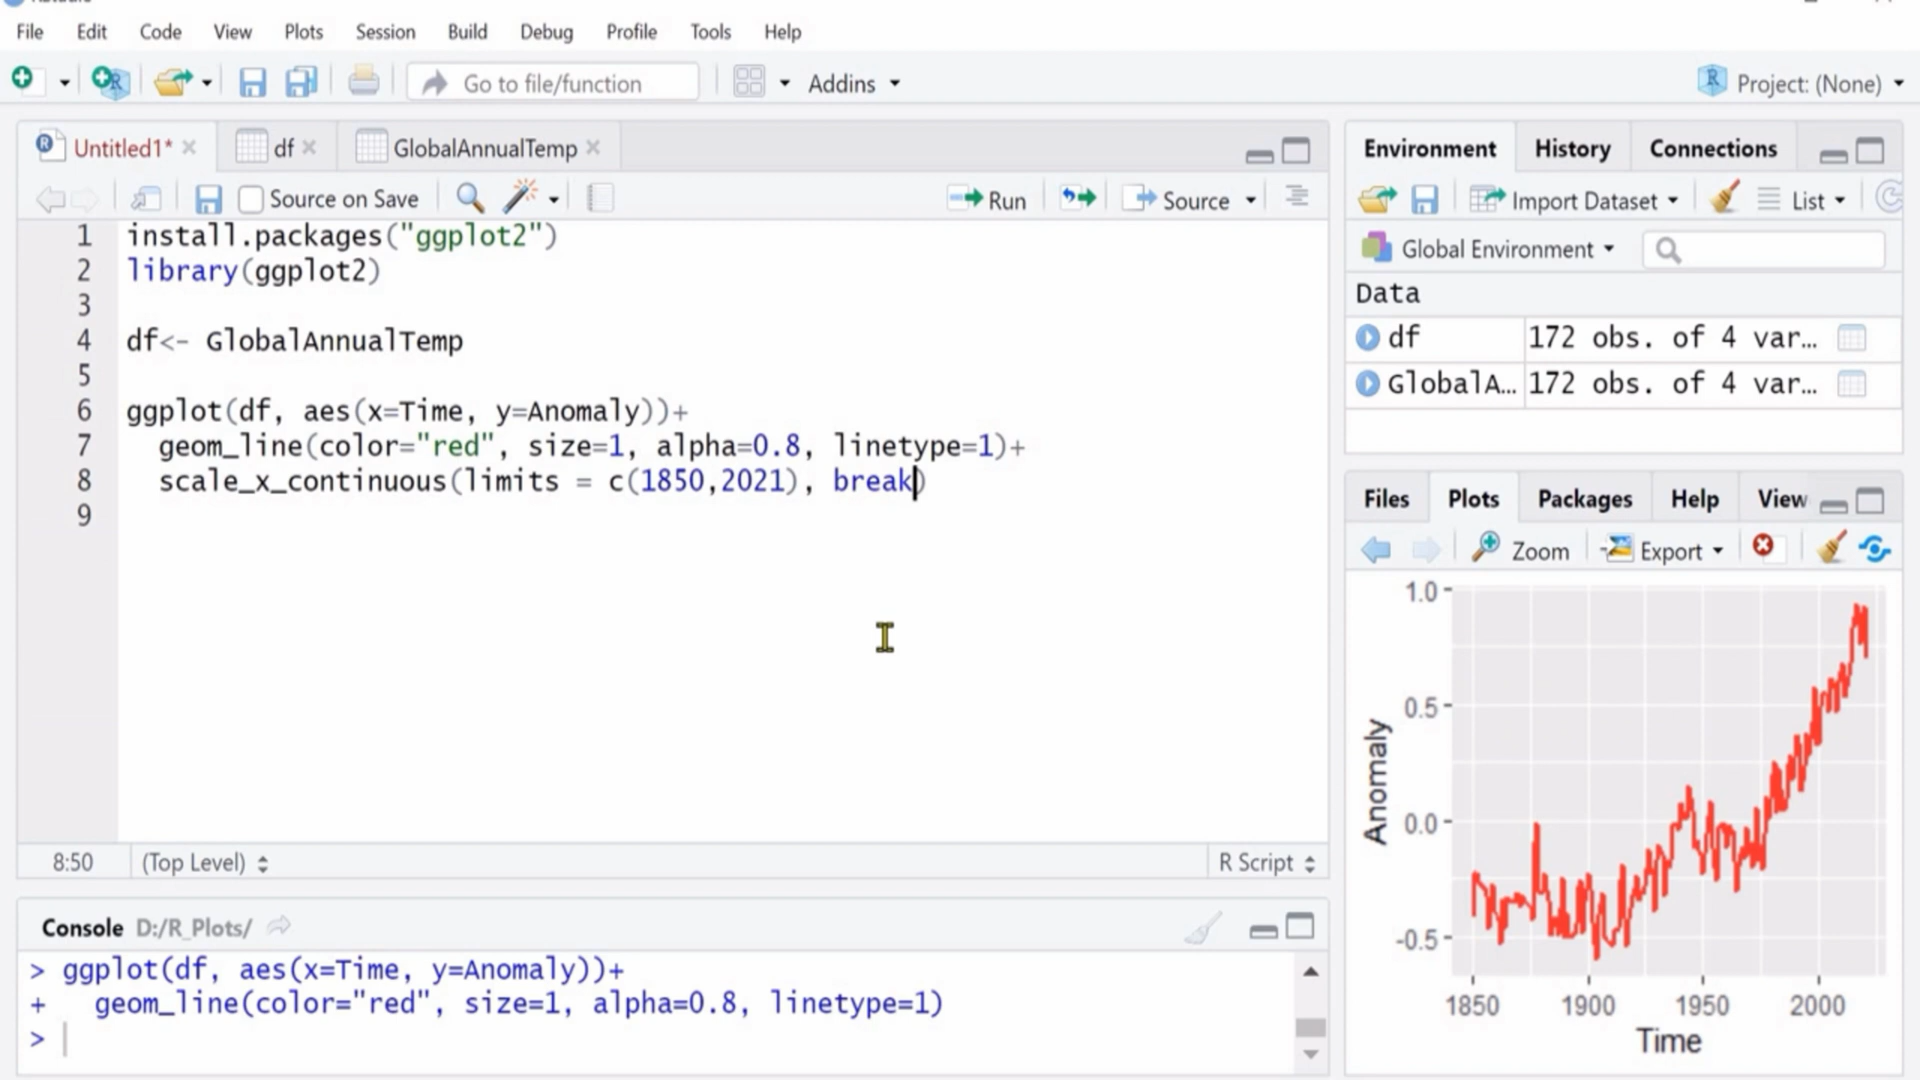 File Edit Code View Plots Session Build Debug Profile Tools Help
Go to file/function Addins Project: (None)
Untitled1* df GlobalAnnualTemp
Source on Save Run Source
1 install.packages("ggplot2")
2 library(ggplot2)
3
4 df<- GlobalAnnualTemp
5
6 ggplot(df, aes(x=Time, y=Anomaly))+
7 geom_line(color="red", size=1, alpha=0.8, linetype=1)+
8 scale_x_continuous(limits = c(1850,2021), break)
9
8:50 (Top Level) R Script
Console D:/R_Plots/
> ggplot(df, aes(x=Time, y=Anomaly))+
+ geom_line(color="red", size=1, alpha=0.8, linetype=1)
>
Environment History Connections
Import Dataset List
Global Environment
Data
df 172 obs. of 4 var...
GlobalA... 172 obs. of 4 var...
Files Plots Packages Help View
Zoom Export
1.0
0.5
0.0
-0.5
Anomaly
1850 1900 1950 2000
Time